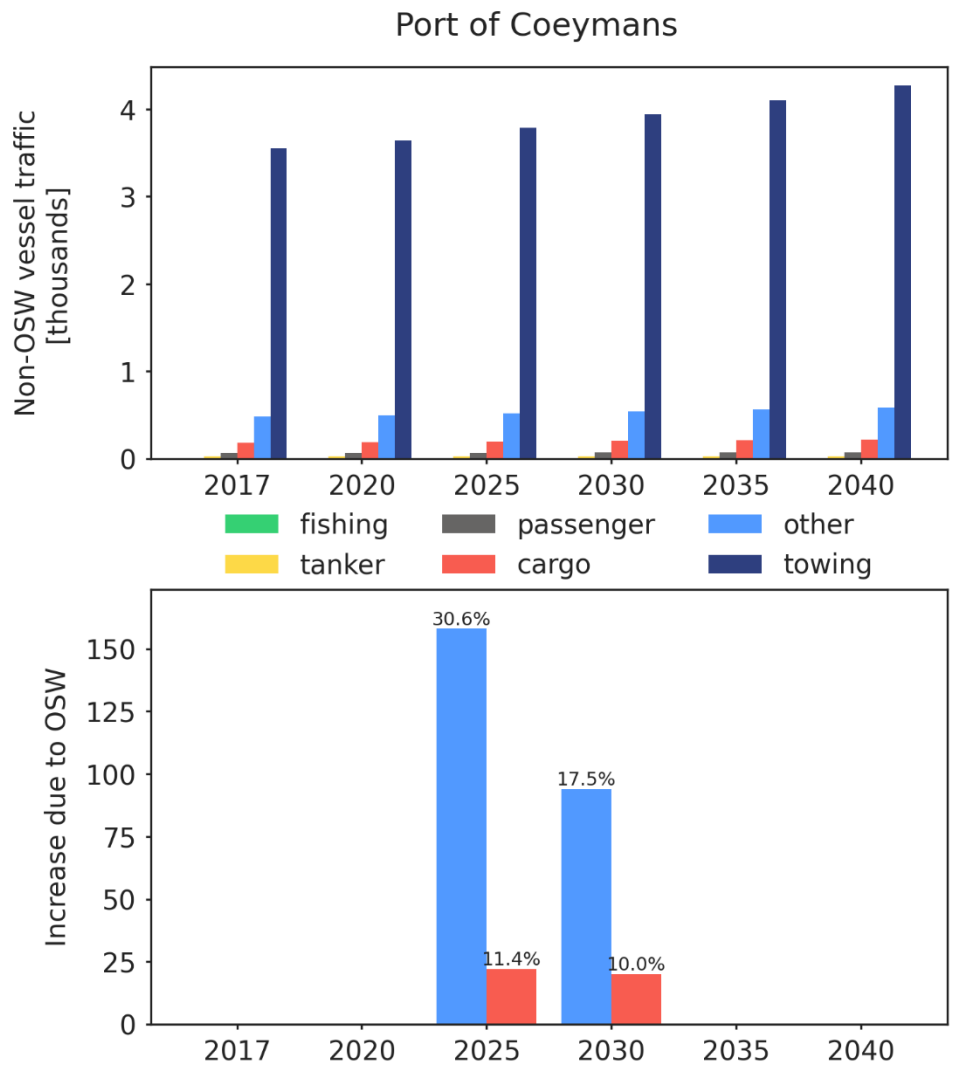 Port of Coeymans
Non-OSW vessel traffic
[thousands]
4
3
2
1
0
2017 2020 2025 2030 2035 2040
fishing passenger other
tanker cargo towing
Increase due to OSW
150
125
100
75
50
25
0
30.6%
17.5%
11.4%
10.0%
2017 2020 2025 2030 2035 2040